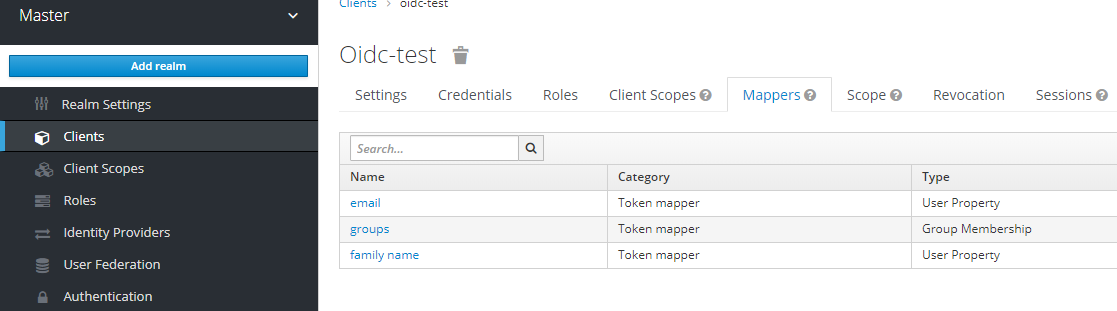 Master
Add realm
Realm Settings
Clients
Client Scopes
Roles
Identity Providers
User Federation
Authentication
Clients > oidc-test
Oidc-test
Settings Credentials Roles Client Scopes Mappers Scope Revocation Sessions
Search...
Name Category Type
email Token mapper User Property
groups Token mapper Group Membership
family name Token mapper User Property